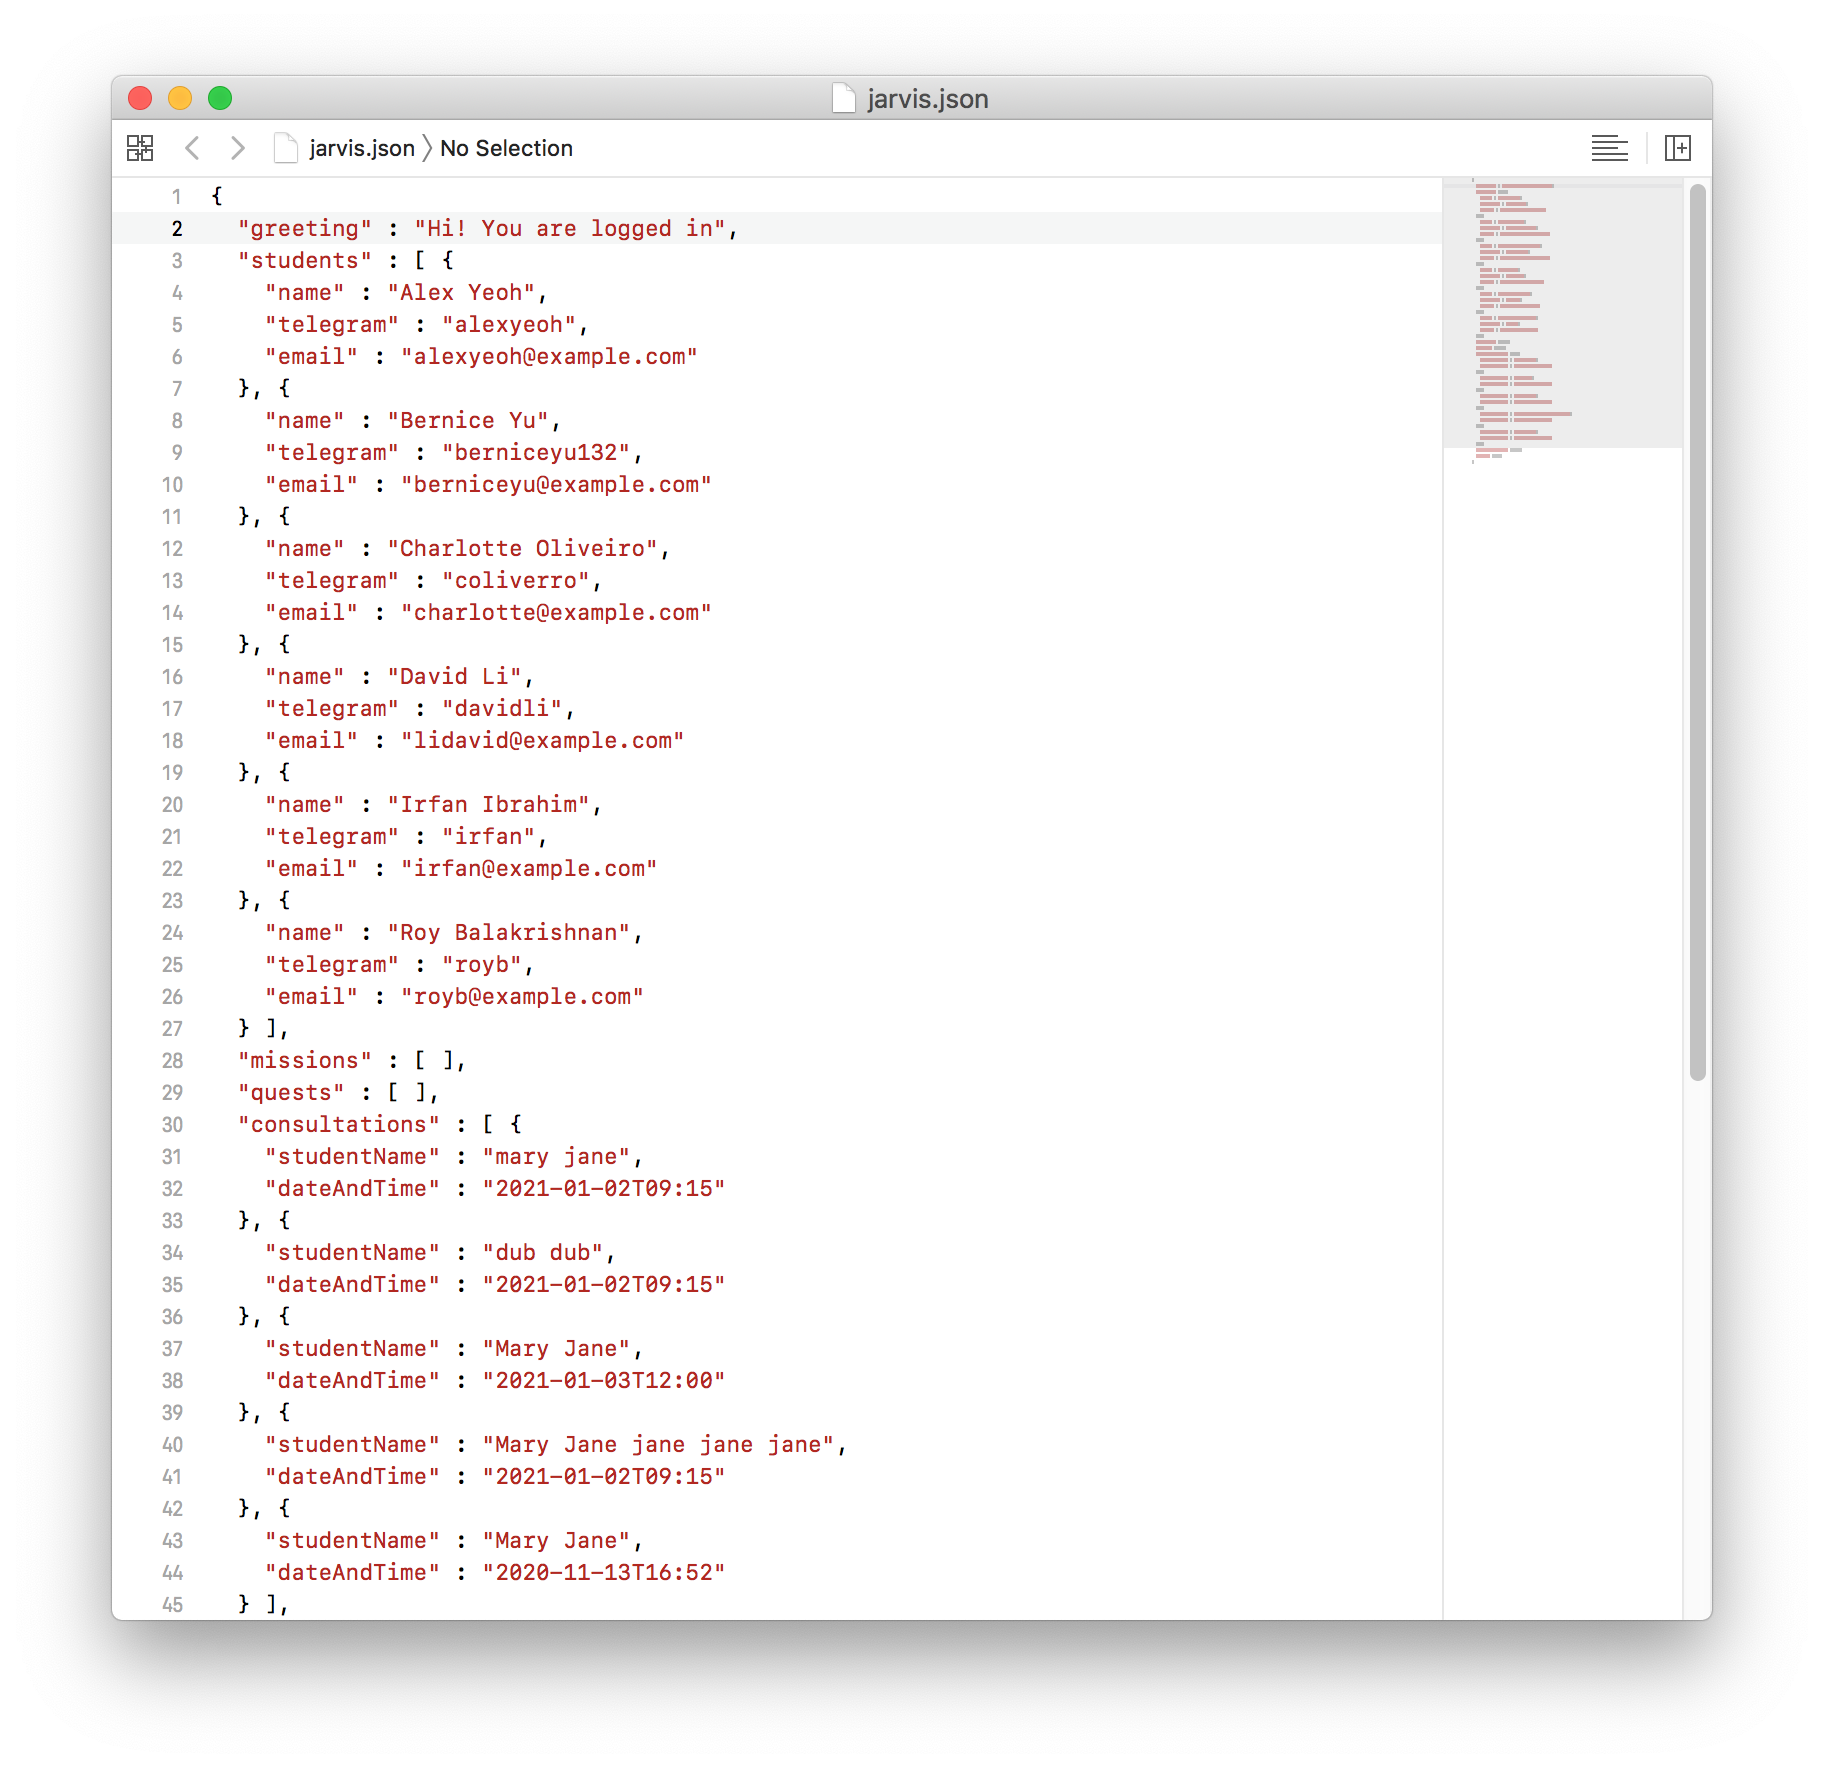 jarvis.json
jarvis.json 〉 No Selection
1 {
2 "greeting" : "Hi! You are logged in",
3 "students" : [ {
4 "name" : "Alex Yeoh",
5 "telegram" : "alexyeoh",
6 "email" : "alexyeoh@example.com"
7 }, {
8 "name" : "Bernice Yu",
9 "telegram" : "berniceyu132",
10 "email" : "berniceyu@example.com"
11 }, {
12 "name" : "Charlotte Oliveiro",
13 "telegram" : "coliverro",
14 "email" : "charlotte@example.com"
15 }, {
16 "name" : "David Li",
17 "telegram" : "davidli",
18 "email" : "lidavid@example.com"
19 }, {
20 "name" : "Irfan Ibrahim",
21 "telegram" : "irfan",
22 "email" : "irfan@example.com"
23 }, {
24 "name" : "Roy Balakrishnan",
25 "telegram" : "royb",
26 "email" : "royb@example.com"
27 } ],
28 "missions" : [ ],
29 "quests" : [ ],
30 "consultations" : [ {
31 "studentName" : "mary jane",
32 "dateAndTime" : "2021-01-02T09:15"
33 }, {
34 "studentName" : "dub dub",
35 "dateAndTime" : "2021-01-02T09:15"
36 }, {
37 "studentName" : "Mary Jane",
38 "dateAndTime" : "2021-01-03T12:00"
39 }, {
40 "studentName" : "Mary Jane jane jane jane",
41 "dateAndTime" : "2021-01-02T09:15"
42 }, {
43 "studentName" : "Mary Jane",
44 "dateAndTime" : "2020-11-13T16:52"
45 } ],